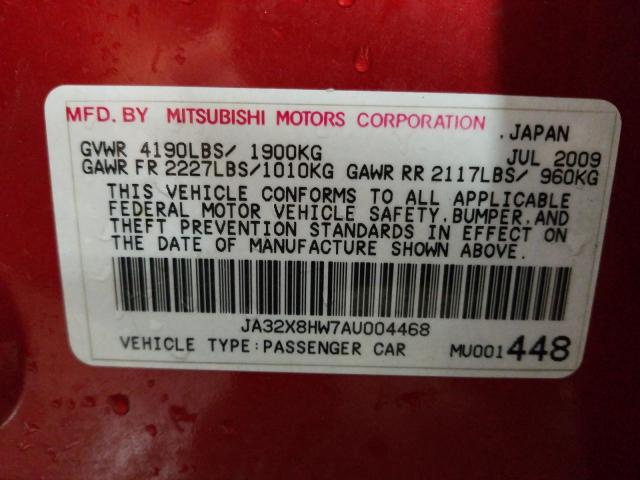 MFD. BY MITSUBISHI MOTORS CORPORATION
. JAPAN
GVWR 4190LBS/ 1900KG JUL 2009
GAWR FR 2227LBS/1010KG GAWR RR 2117LBS/ 960KG
THIS VEHICLE CONFORMS TO ALL APPLICABLE
FEDERAL MOTOR VEHICLE SAFETY, BUMPER, AND
THEFT PREVENTION STANDARDS IN EFFECT ON
THE DATE OF MANUFACTURE SHOWN ABOVE.
JA32X8HW7AU004468
VEHICLE TYPE: PASSENGER CAR MU001448